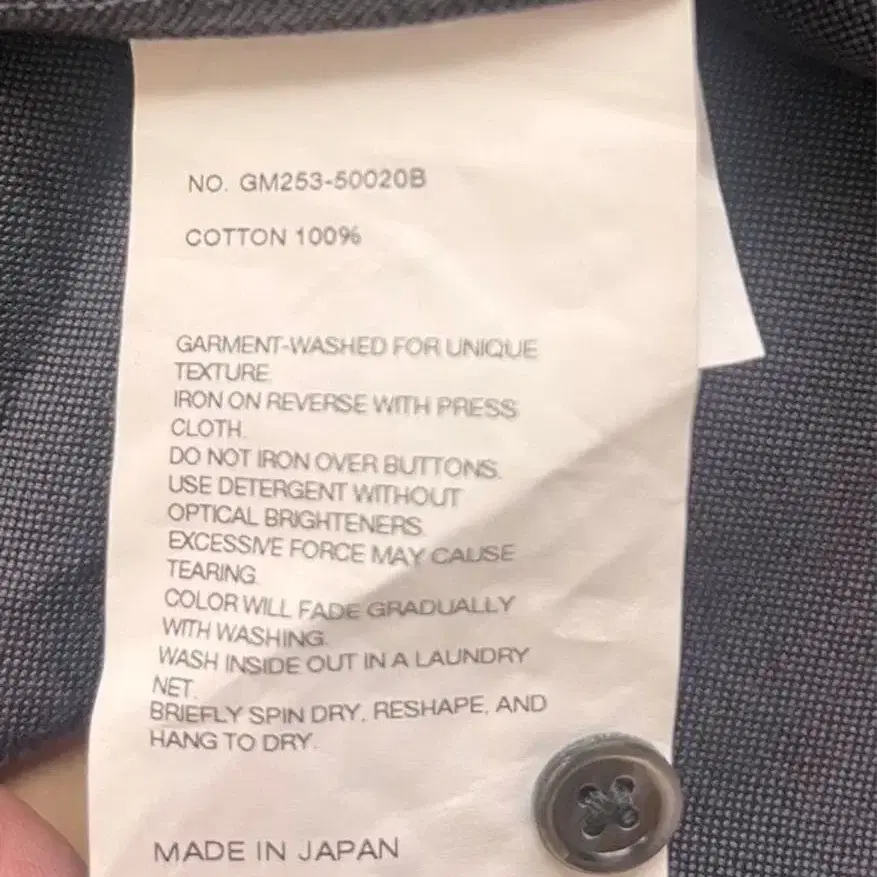 NO. GM253-50020B
COTTON 100%
GARMENT-WASHED FOR UNIQUE
TEXTURE.
IRON ON REVERSE WITH PRESS
CLOTH.
DO NOT IRON OVER BUTTONS.
USE DETERGENT WITHOUT
OPTICAL BRIGHTENERS.
EXCESSIVE FORCE MAY CAUSE
TEARING.
COLOR WILL FADE GRADUALLY
WITH WASHING.
WASH INSIDE OUT IN A LAUNDRY
NET.
BRIEFLY SPIN DRY, RESHAPE, AND
HANG TO DRY.
MADE IN JAPAN